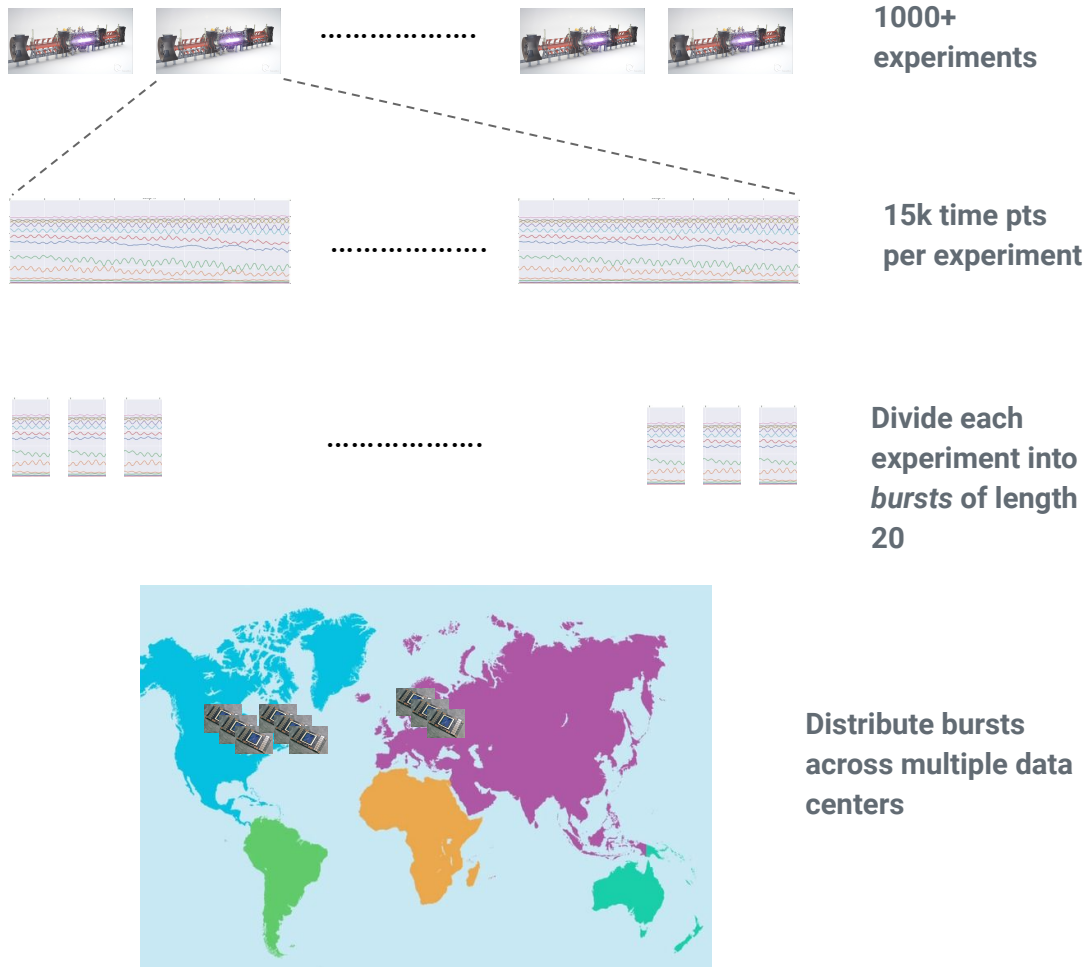 1000+
experiments
15k time pts
per experiment
Divide each
experiment into
bursts of length
20
Distribute bursts
across multiple data
centers